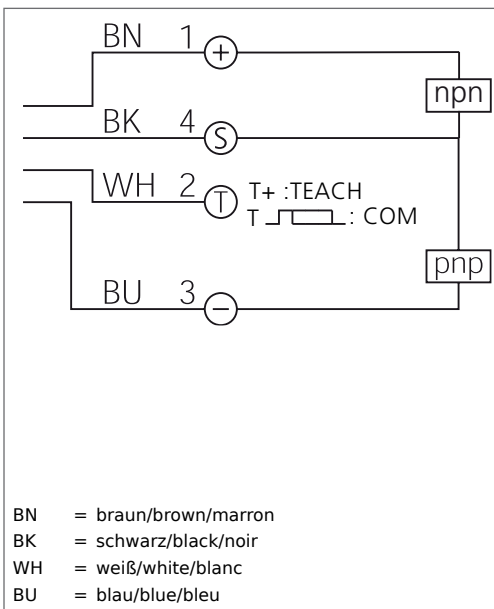 BN 1 +
npn
BK 4 S
WH 2 T T+ :TEACH
T : COM
pnp
BU 3 −
BN = braun/brown/marron
BK = schwarz/black/noir
WH = weiß/white/blanc
BU = blau/blue/bleu